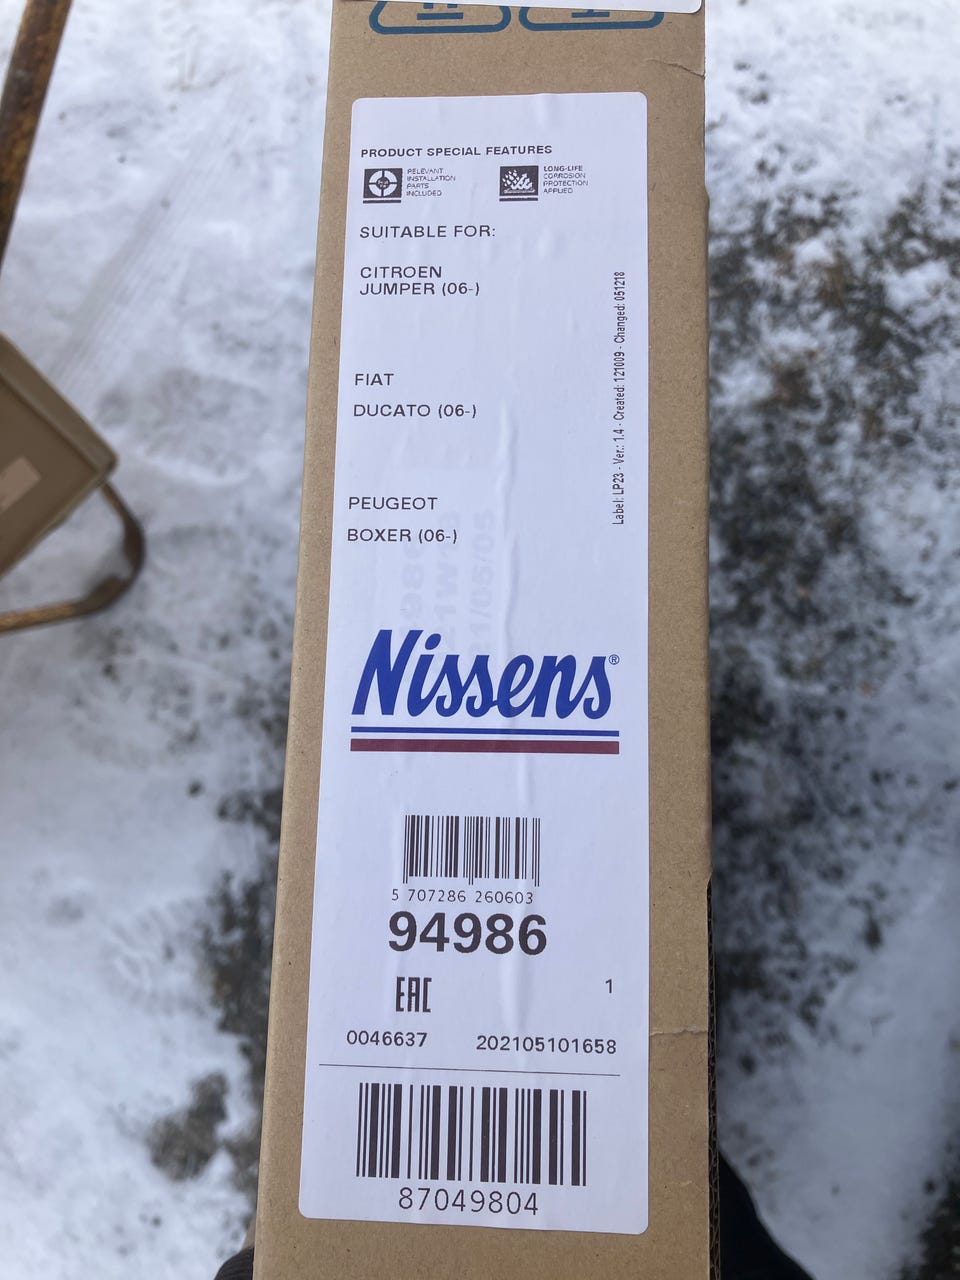 PRODUCT SPECIAL FEATURES
RELEVANT
INSTALLATION
PARTS
INCLUDED
LONG-LIFE
CORROSION
PROTECTION
APPLIED
SUITABLE FOR:
CITROEN
JUMPER (06-)
FIAT
DUCATO (06-)
PEUGEOT
BOXER (06-)
Label: LP23 - Ver.: 1.4 - Created: 121009 - Changed: 051218
Nissens®
5 707286 260603
94986
EAC
1
0046637 202105101658
87049804